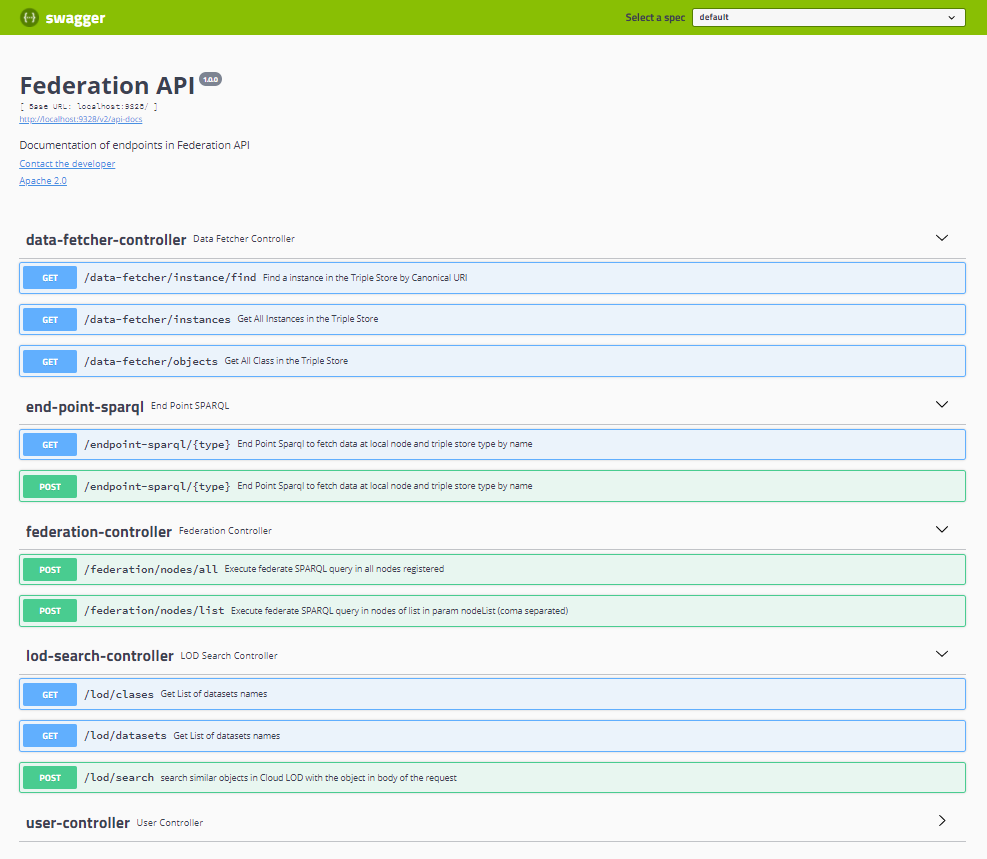 swagger
Select a spec default
Federation API 1.0.0
[ Base URL: localhost:9328/ ]
http://localhost:9328/v2/api-docs
Documentation of endpoints in Federation API
Contact the developer
Apache 2.0
data-fetcher-controller Data Fetcher Controller
GET /data-fetcher/instance/find Find a instance in the Triple Store by Canonical URI
GET /data-fetcher/instances Get All Instances in the Triple Store
GET /data-fetcher/objects Get All Class in the Triple Store
end-point-sparql End Point SPARQL
GET /endpoint-sparql/{type} End Point Sparql to fetch data at local node and triple store type by name
POST /endpoint-sparql/{type} End Point Sparql to fetch data at local node and triple store type by name
federation-controller Federation Controller
POST /federation/nodes/all Execute federate SPARQL query in all nodes registered
POST /federation/nodes/list Execute federate SPARQL query in nodes of list in param nodeList (coma separated)
lod-search-controller LOD Search Controller
GET /lod/clases Get List of datasets names
GET /lod/datasets Get List of datasets names
POST /lod/search search similar objects in Cloud LOD with the object in body of the request
user-controller User Controller